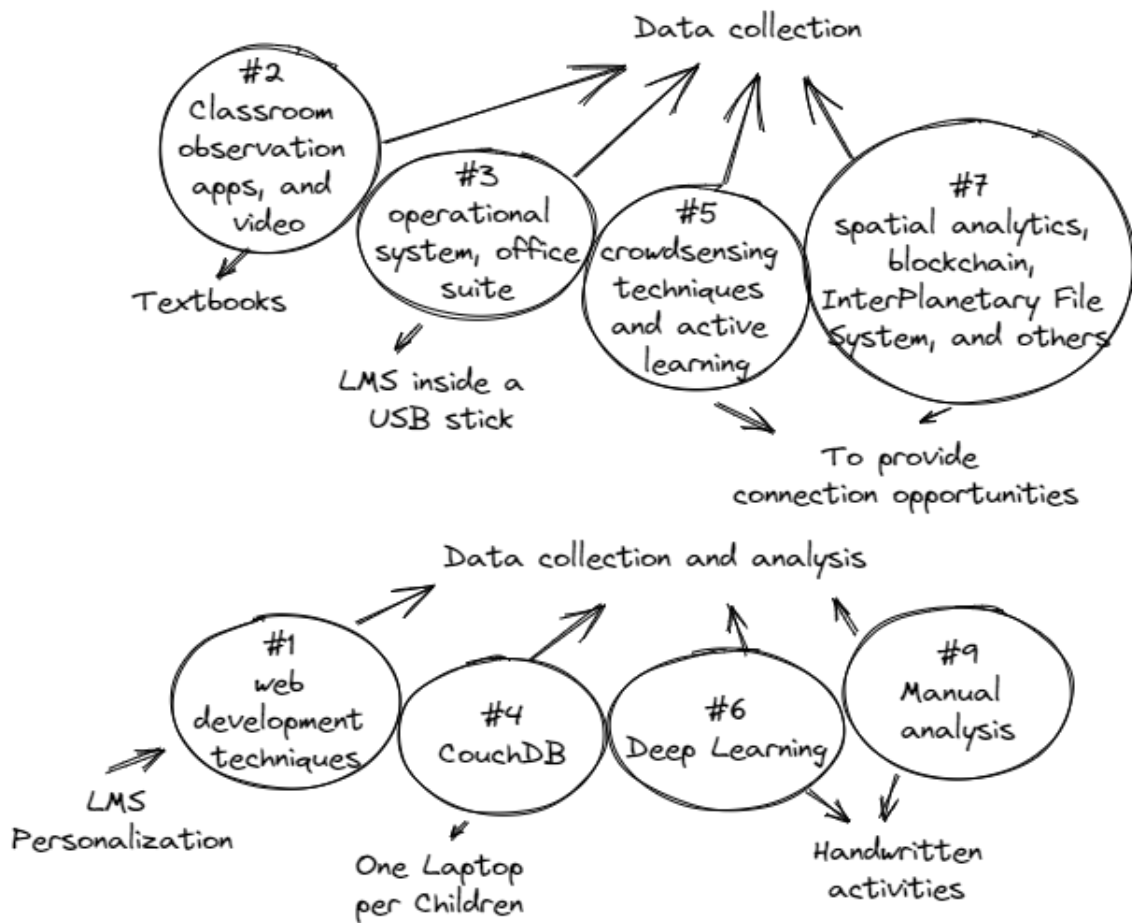 Data collection
#2
Classroom
observation
apps, and
video
Textbooks
#3
operational
system, office
suite
LMS inside a
USB stick
#5
crowdsensing
techniques
and active
learning
#7
spatial analytics,
blockchain,
InterPlanetary File
System, and others
To provide
connection opportunities
Data collection and analysis
#1
web
development
techniques
LMS
Personalization
#4
CouchDB
One Laptop
per Children
#6
Deep Learning
#9
Manual
analysis
Handwritten
activities